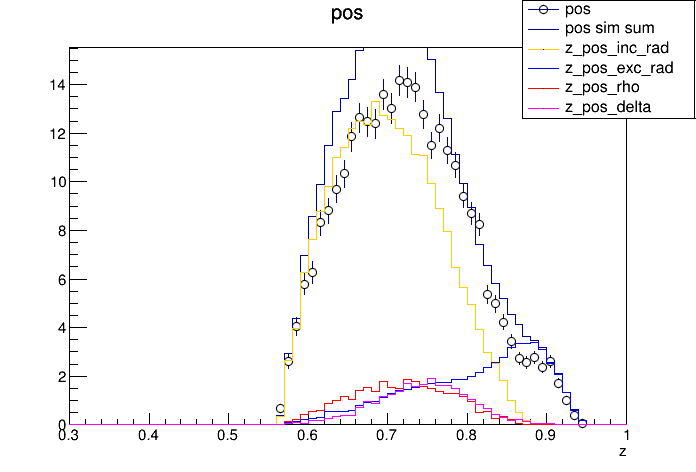 pos
pos
pos sim sum
z_pos_inc_rad
z_pos_exc_rad
z_pos_rho
z_pos_delta
14
12
10
8
6
4
2
0
0.3 0.4 0.5 0.6 0.7 0.8 0.9 1
z